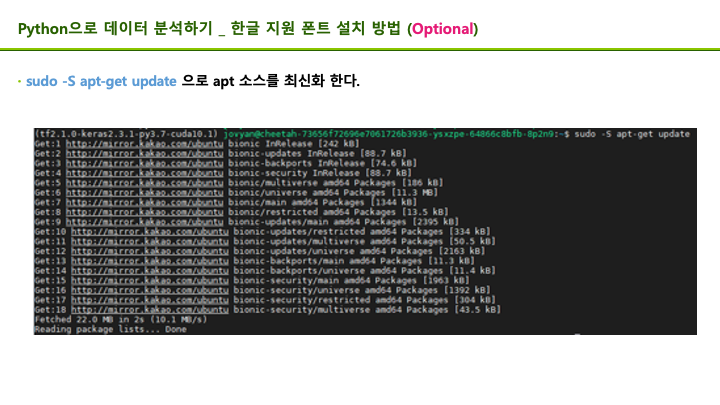 Python으로 데이터 분석하기 _ 한글 지원 폰트 설치 방법 (Optional)
· sudo -S apt-get update 으로 apt 소스를 최신화 한다.
(tf2.1.0-keras2.3.1-py3.7-cuda10.1) jovyan@cheetah-73656f72696e7061726b3936-ysxzpe-64866c8bfb-8p2n9:~$ sudo -S apt-get update
Get:1 http://mirror.kakao.com/ubuntu bionic InRelease [242 kB]
Get:2 http://mirror.kakao.com/ubuntu bionic-updates InRelease [88.7 kB]
Get:3 http://mirror.kakao.com/ubuntu bionic-backports InRelease [74.6 kB]
Get:4 http://mirror.kakao.com/ubuntu bionic-security InRelease [88.7 kB]
Get:5 http://mirror.kakao.com/ubuntu bionic/multiverse amd64 Packages [186 kB]
Get:6 http://mirror.kakao.com/ubuntu bionic/universe amd64 Packages [11.3 MB]
Get:7 http://mirror.kakao.com/ubuntu bionic/main amd64 Packages [1344 kB]
Get:8 http://mirror.kakao.com/ubuntu bionic/restricted amd64 Packages [13.5 kB]
Get:9 http://mirror.kakao.com/ubuntu bionic-updates/main amd64 Packages [2395 kB]
Get:10 http://mirror.kakao.com/ubuntu bionic-updates/restricted amd64 Packages [334 kB]
Get:11 http://mirror.kakao.com/ubuntu bionic-updates/multiverse amd64 Packages [50.5 kB]
Get:12 http://mirror.kakao.com/ubuntu bionic-updates/universe amd64 Packages [2163 kB]
Get:13 http://mirror.kakao.com/ubuntu bionic-backports/main amd64 Packages [11.3 kB]
Get:14 http://mirror.kakao.com/ubuntu bionic-backports/universe amd64 Packages [11.4 kB]
Get:15 http://mirror.kakao.com/ubuntu bionic-security/main amd64 Packages [1963 kB]
Get:16 http://mirror.kakao.com/ubuntu bionic-security/universe amd64 Packages [1392 kB]
Get:17 http://mirror.kakao.com/ubuntu bionic-security/restricted amd64 Packages [304 kB]
Get:18 http://mirror.kakao.com/ubuntu bionic-security/multiverse amd64 Packages [43.5 kB]
Fetched 22.0 MB in 2s (10.1 MB/s)
Reading package lists... Done